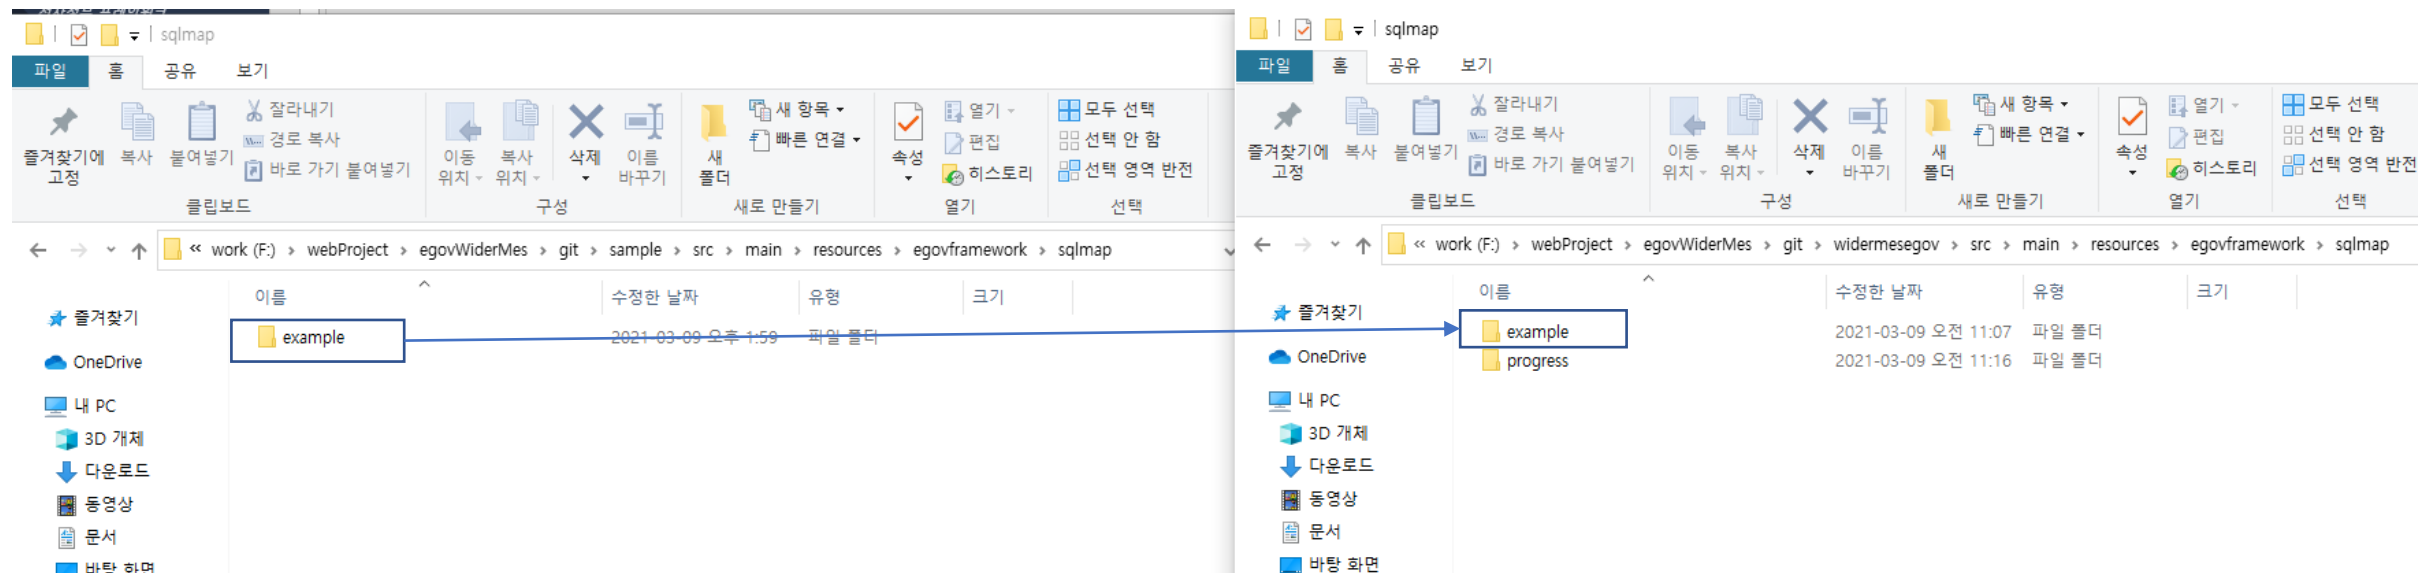 sqlmap
파일 홈 공유 보기
즐겨찾기에 고정
복사
붙여넣기
잘라내기
경로 복사
바로 가기 붙여넣기
클립보드
이동 위치
복사 위치
삭제
이름 바꾸기
구성
새 폴더
새 항목
빠른 연결
새로 만들기
속성
열기
편집
히스토리
열기
모두 선택
선택 안 함
선택 영역 반전
선택
« work (F:) › webProject › egovWiderMes › git › sample › src › main › resources › egovframework › sqlmap
이름 수정한 날짜 유형 크기
즐겨찾기
OneDrive
내 PC
3D 개체
다운로드
동영상
문서
바탕 화면
example 2021-03-09 오후 1:59 파일 폴더
sqlmap
파일 홈 공유 보기
즐겨찾기에 고정
복사
붙여넣기
잘라내기
경로 복사
바로 가기 붙여넣기
클립보드
이동 위치
복사 위치
삭제
이름 바꾸기
구성
새 폴더
새 항목
빠른 연결
새로 만들기
속성
열기
편집
히스토리
열기
모두 선택
선택 안 함
선택 영역 반전
선택
« work (F:) › webProject › egovWiderMes › git › widermesegov › src › main › resources › egovframework › sqlmap
이름 수정한 날짜 유형 크기
즐겨찾기
OneDrive
내 PC
3D 개체
다운로드
동영상
문서
바탕 화면
example 2021-03-09 오전 11:07 파일 폴더
progress 2021-03-09 오전 11:16 파일 폴더